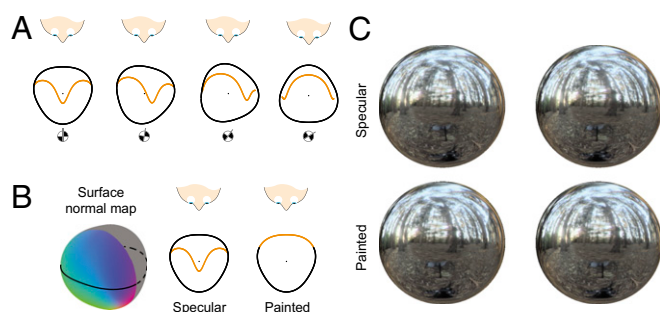 A
B
Surface
normal map
Specular
Painted
C
Specular
Painted